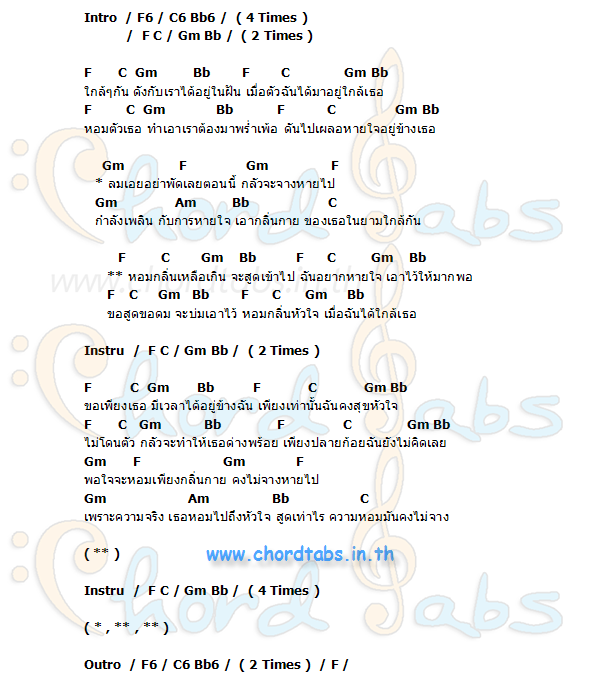 Intro / F6 / C6 Bb6 / ( 4 Times )
/ F C / Gm Bb / ( 2 Times )
F C Gm Bb F C Gm Bb
ใกล้ๆกัน ดังกับเราได้อยู่ในฝัน เมื่อตัวฉันได้มาอยู่ใกล้เธอ
F C Gm Bb F C Gm Bb
หอมตัวเธอ ทำเอาเราต้องมาพร่ำเพ้อ ดันไปเผลอหายใจอยู่ข้างเธอ
Gm F Gm F
* ลมเอยอย่าพัดเลยตอนนี้ กลัวจะจางหายไป
Gm Am Bb C
กำลังเพลิน กับการหายใจ เอากลิ่นกาย ของเธอในยามใกล้กัน
F C Gm Bb F C Gm Bb
** หอมกลิ่นเหลือเกิน จะสูดเข้าไป ฉันอยากหายใจ เอาไว้ให้มากพอ
F C Gm Bb F C Gm Bb
ขอสูดขอดม จะบ่มเอาไว้ หอมกลิ่นหัวใจ เมื่อฉันได้ใกล้เธอ
Instru / F C / Gm Bb / ( 2 Times )
F C Gm Bb F C Gm Bb
ขอเพียงเธอ มีเวลาได้อยู่ข้างฉัน เพียงเท่านั้นฉันคงสุขหัวใจ
F C Gm Bb F C Gm Bb
ไม่โดนตัว กลัวจะทำให้เธอด่างพร้อย เพียงปลายก้อยฉันยังไม่คิดเลย
Gm F Gm F
พอใจจะหอมเพียงกลิ่นกาย คงไม่จางหายไป
Gm Am Bb C
เพราะความจริง เธอหอมไปถึงหัวใจ สูดเท่าไร ความหอมมันคงไม่จาง
( ** )
www.chordtabs.in.th
Instru / F C / Gm Bb / ( 4 Times )
( * , ** , ** )
Outro / F6 / C6 Bb6 / ( 2 Times ) / F /